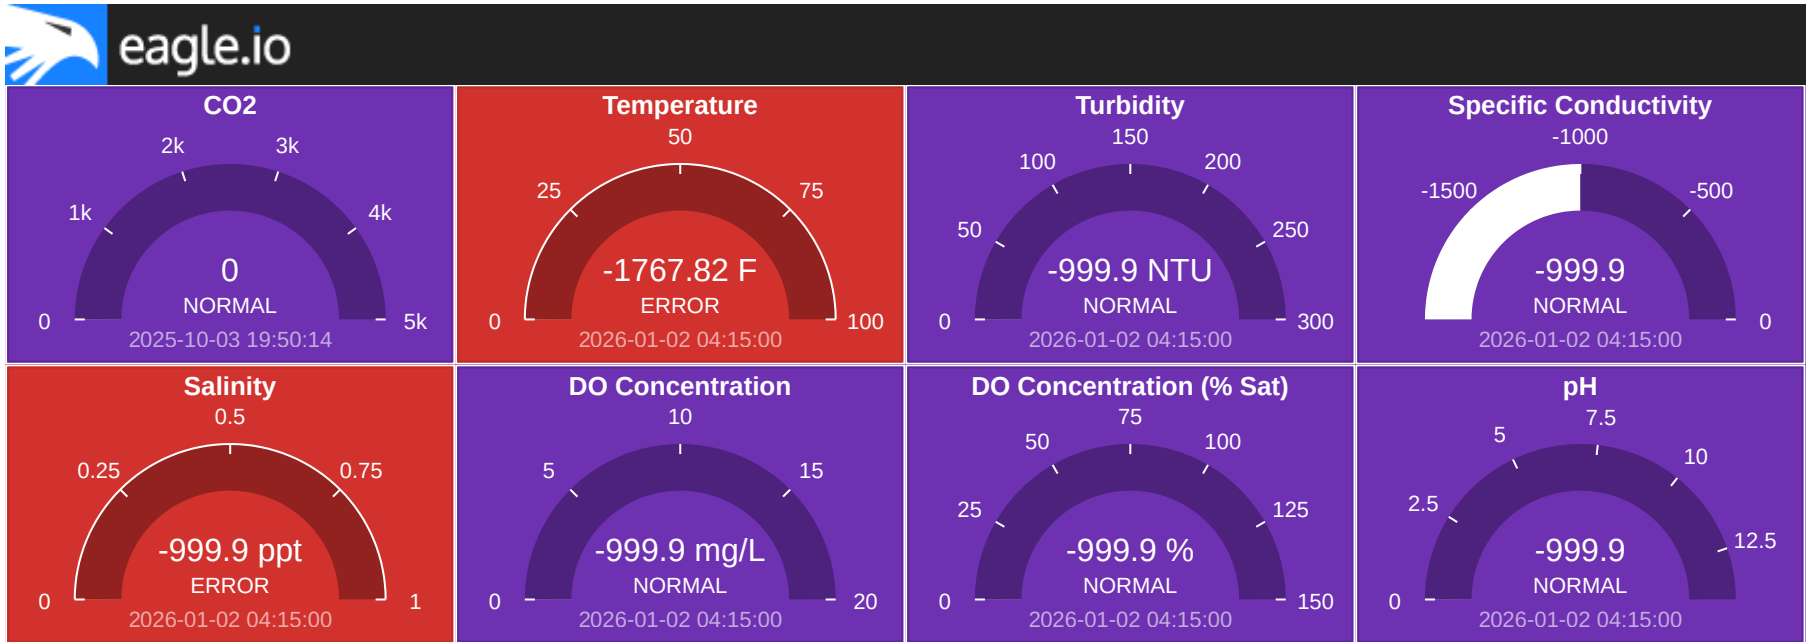 eagle.io
CO2
2k
3k
1k
4k
0
0
5k
NORMAL
2025-10-03 19:50:14
Temperature
50
25
75
-1767.82 F
0
100
ERROR
2026-01-02 04:15:00
Turbidity
150
100
200
50
250
-999.9 NTU
0
300
NORMAL
2026-01-02 04:15:00
Specific Conductivity
-1000
-1500
-500
-999.9
0
NORMAL
2026-01-02 04:15:00
Salinity
0.5
0.25
0.75
-999.9 ppt
0
1
ERROR
2026-01-02 04:15:00
DO Concentration
10
5
15
-999.9 mg/L
0
20
NORMAL
2026-01-02 04:15:00
DO Concentration (% Sat)
75
50
100
25
125
-999.9 %
0
150
NORMAL
2026-01-02 04:15:00
pH
7.5
5
10
2.5
12.5
-999.9
0
NORMAL
2026-01-02 04:15:00